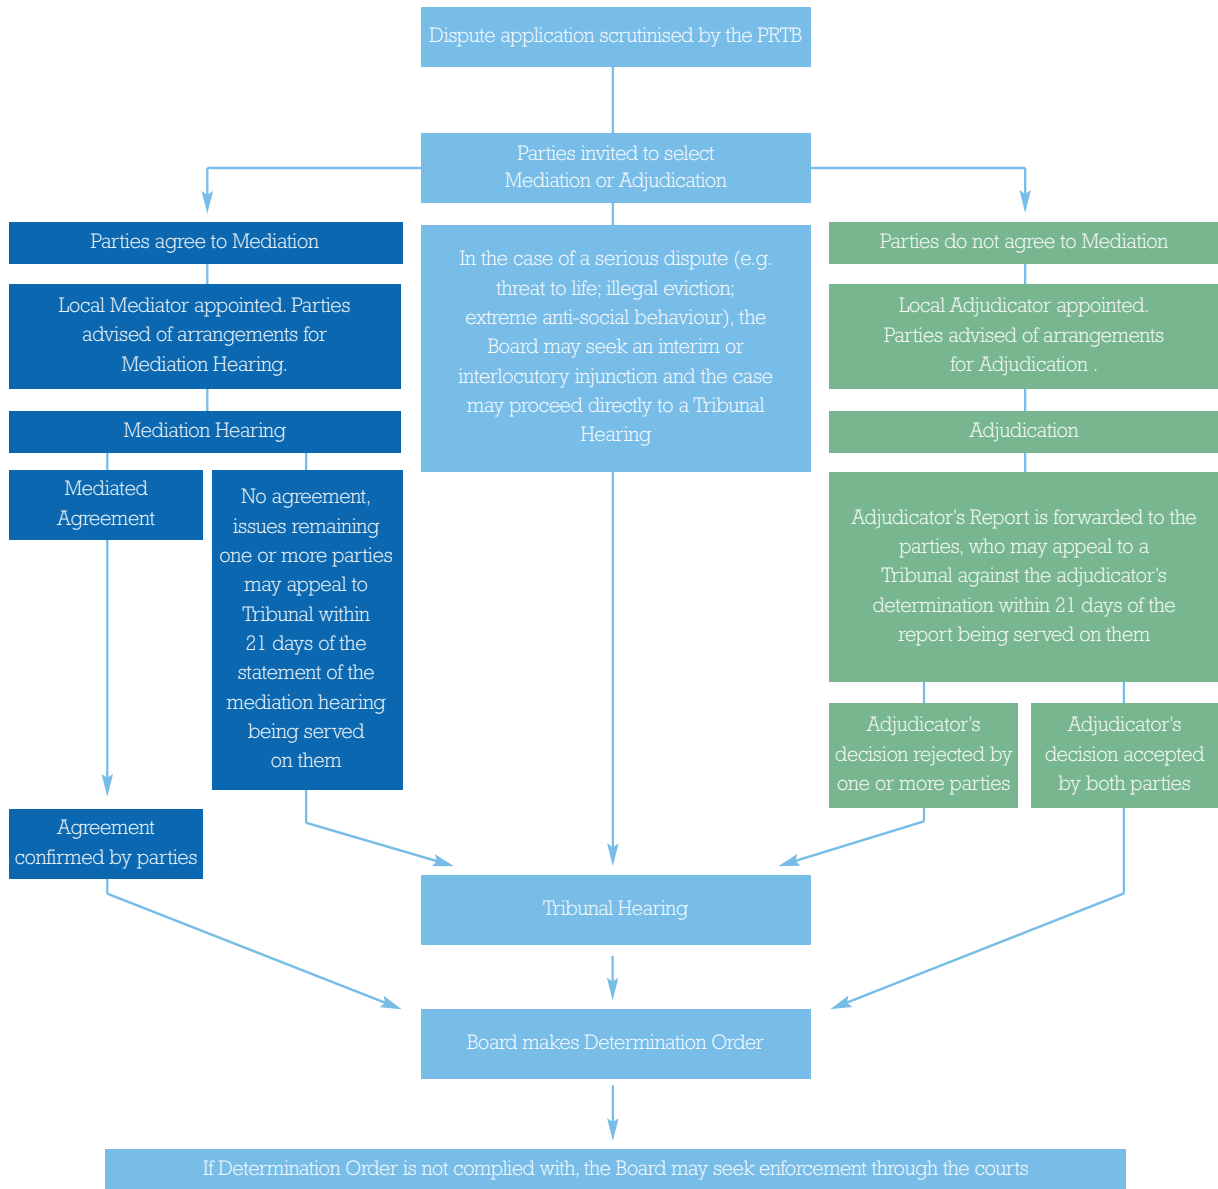 Dispute application scrutinised by the PRTB
Parties invited to select
Mediation or Adjudication
Parties agree to Mediation
Local Mediator appointed. Parties
advised of arrangements for
Mediation Hearing.
Mediation Hearing
Mediated
Agreement
No agreement,
issues remaining
one or more parties
may appeal to
Tribunal within
21 days of the
statement of the
mediation hearing
being served
on them
Agreement
confirmed by parties
In the case of a serious dispute (e.g.
threat to life; illegal eviction;
extreme anti-social behaviour), the
Board may seek an interim or
interlocutory injunction and the case
may proceed directly to a Tribunal
Hearing
Parties do not agree to Mediation
Local Adjudicator appointed.
Parties advised of arrangements
for Adjudication .
Adjudication
Adjudicator's Report is forwarded to the
parties, who may appeal to a
Tribunal against the adjudicator's
determination within 21 days of the
report being served on them
Adjudicator's
decision rejected by
one or more parties
Adjudicator's
decision accepted
by both parties
Tribunal Hearing
Board makes Determination Order
If Determination Order is not complied with, the Board may seek enforcement through the courts